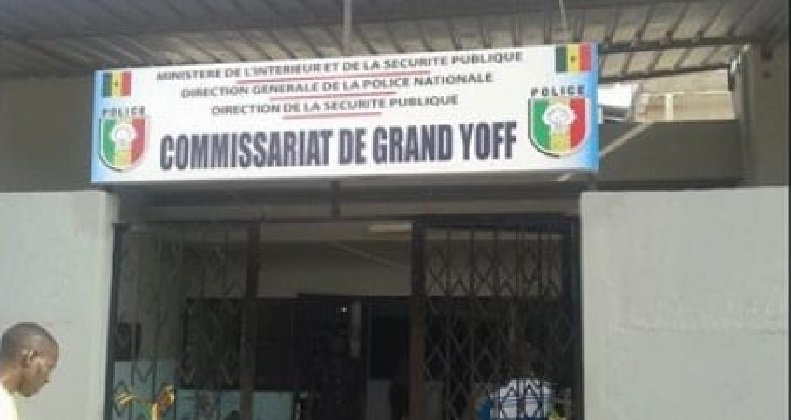 MINISTERE DE L'INTERIEUR ET DE LA SECURITE PUBLIQUE
DIRECTION GENERALE DE LA POLICE NATIONALE
DIRECTION DE LA SECURITE PUBLIQUE
POLICE
POLICE
COMMISSARIAT DE GRAND YOFF